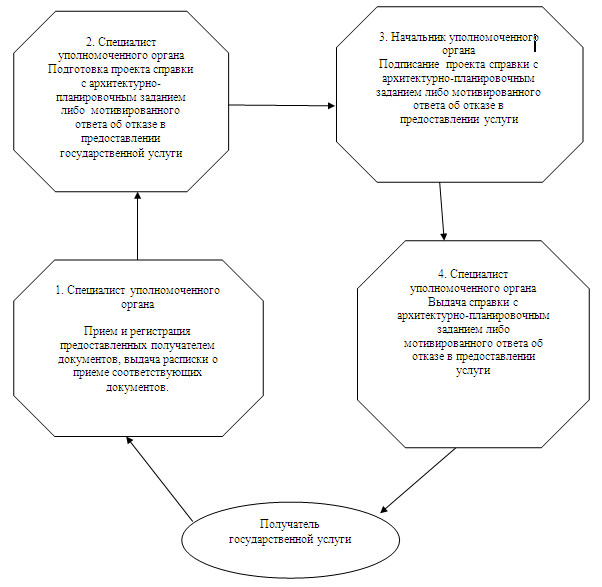 2. Специалист
уполномоченного органа
Подготовка проекта справки
с архитектурно-
планировочным заданием
либо мотивированного
ответа об отказе в
предоставлении
государственной услуги
3. Начальник уполномоченного
органа
Подписание проекта справки с
архитектурно-планировочным
заданием либо мотивированного
ответа об отказе в
предоставлении услуги
1. Специалист уполномоченного
органа
Прием и регистрация
предоставленных получателем
документов, выдача расписки о
приеме соответствующих
документов.
4. Специалист
уполномоченного органа
Выдача справки с
архитектурно-планировочным
заданием либо
мотивированного ответа об
отказе в предоставлении
услуги
Получатель
государственной услуги